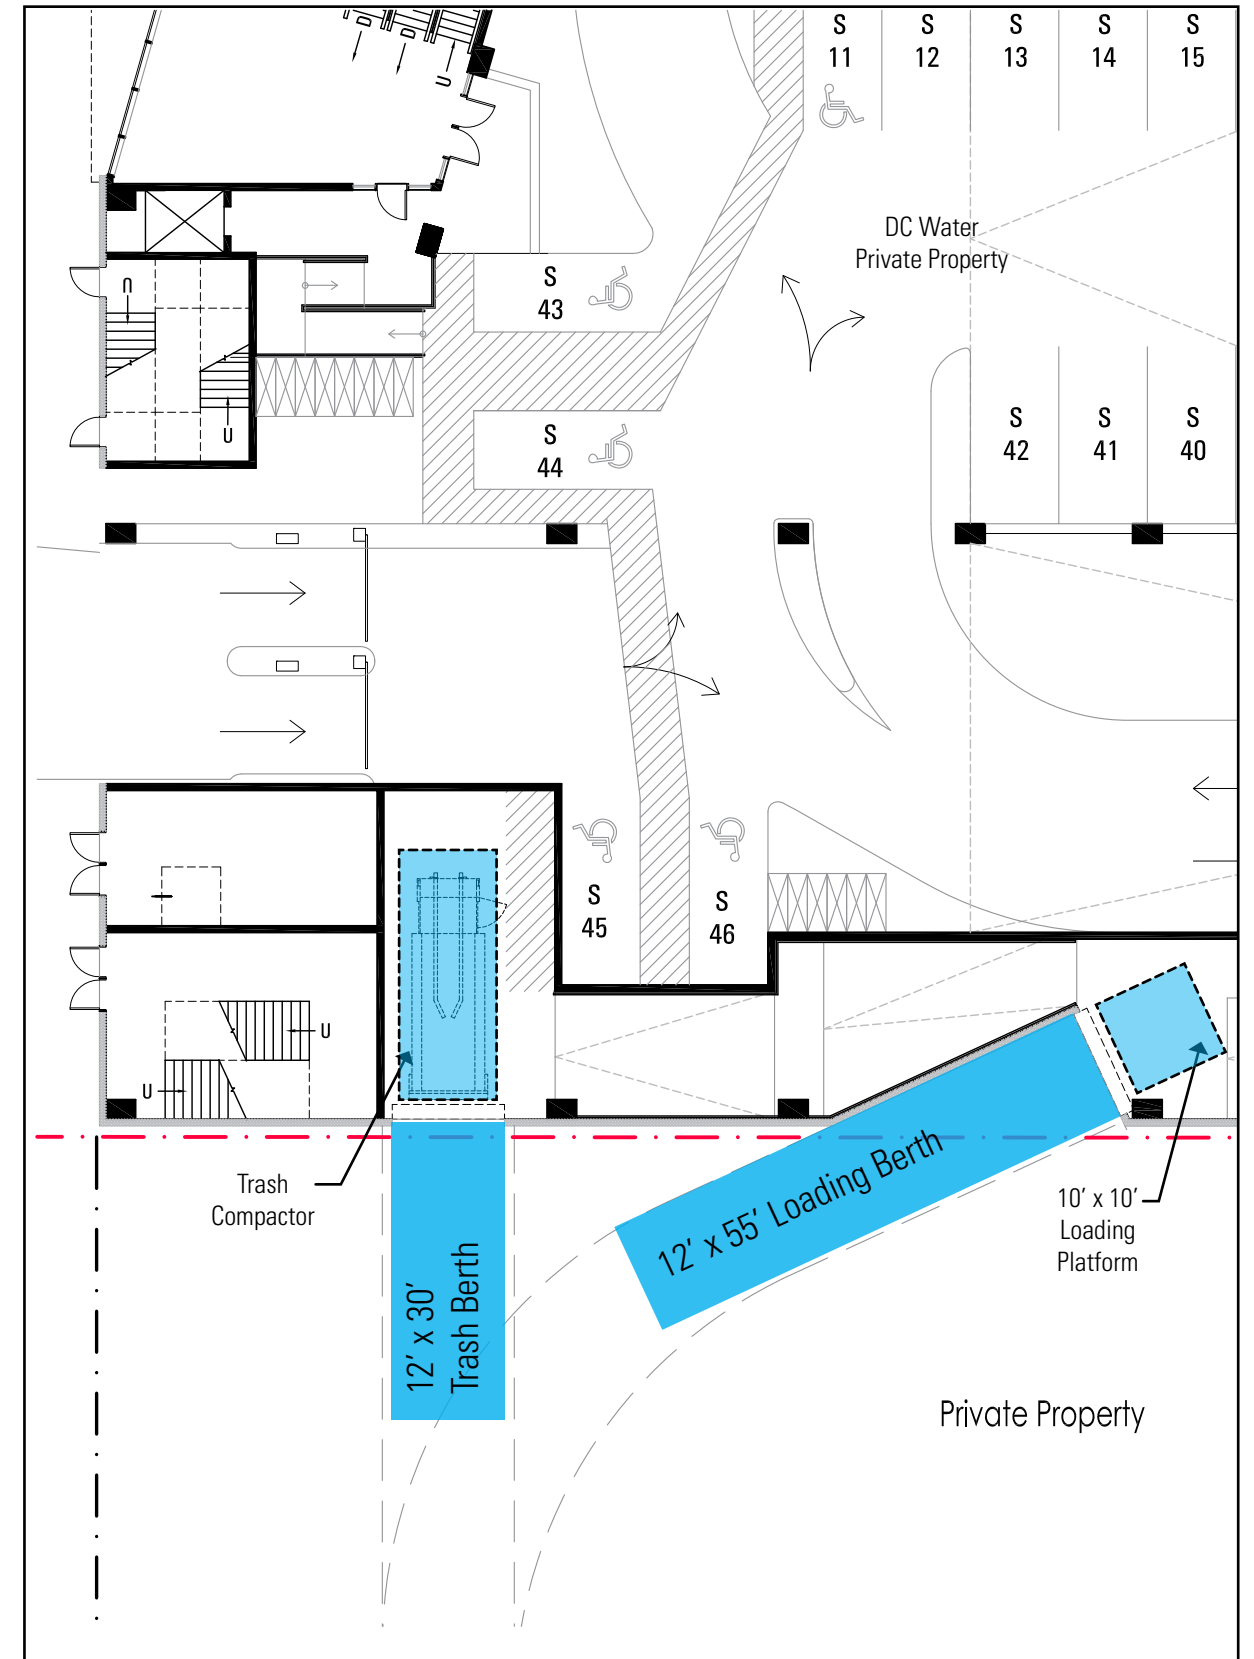 D
D
U
S
11
S
12
S
13
S
14
S
15
DC Water
Private Property
S
43
U
U
S
42
S
41
S
40
S
44
S
45
S
46
U
U
Trash
Compactor
12' x 30'
Trash Berth
12' x 55' Loading Berth
10' x 10'
Loading
Platform
Private Property